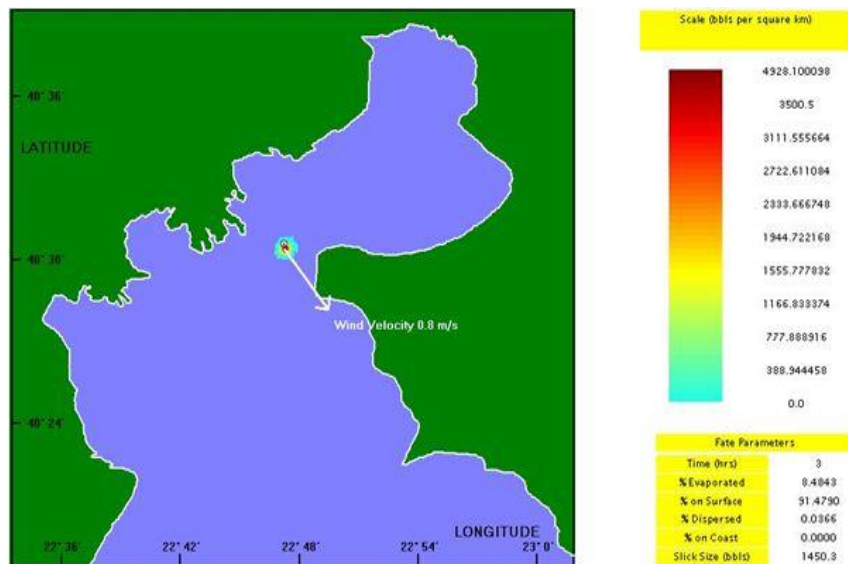 40° 36'
LATITUDE
40° 30'
Wind Velocity 0.8 m/s
40° 24'
LONGITUDE
22° 36' 22° 42' 22° 48' 22° 54' 23° 0'
Scale (bbls per square km)
4928.100098
3500.5
3111.555664
2722.611084
2333.666748
1944.722168
1555.777832
1166.833374
777.888916
388.944458
0.0
Fate Parameters
Time (hrs) 3
% Evaporated 8.4843
% on Surface 91.4790
% Dispersed 0.0366
% on Coast 0.0000
Slick Size (bbls) 1450.3